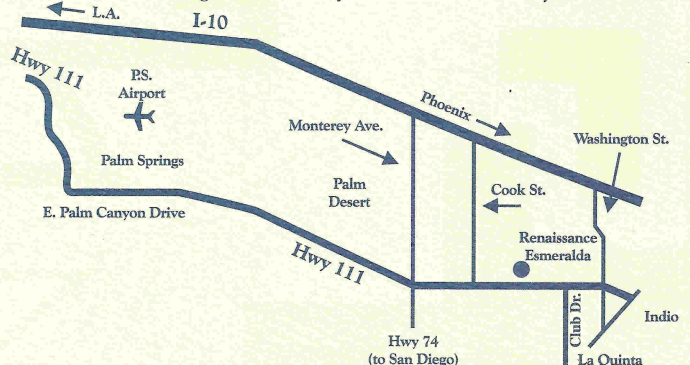 L.A.
I-10
Hwy 111
P.S.
Airport
Phoenix
Monterey Ave.
Washington St.
Palm Springs
Palm
Desert
Cook St.
E. Palm Canyon Drive
Renaissance
Esmeralda
Hwy 111
Club Dr.
Indio
Hwy 74
(to San Diego)
La Quinta